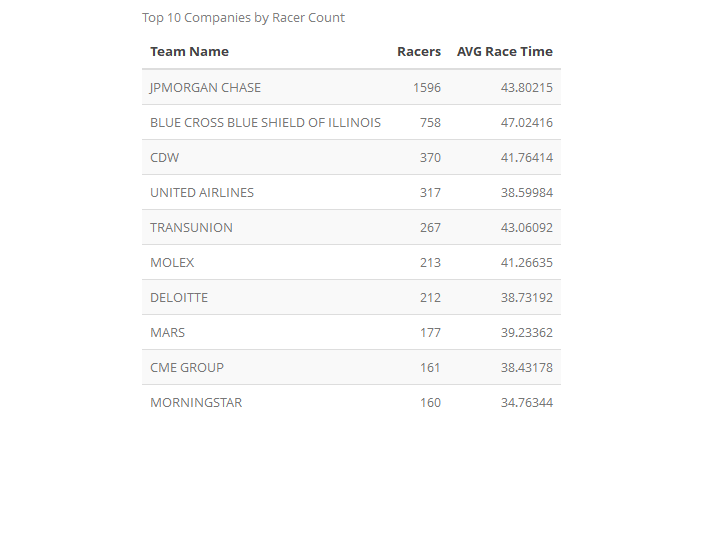 Top 10 Companies by Racer Count
Team Name Racers AVG Race Time
JPMORGAN CHASE 1596 43.80215
BLUE CROSS BLUE SHIELD OF ILLINOIS 758 47.02416
CDW 370 41.76414
UNITED AIRLINES 317 38.59984
TRANSUNION 267 43.06092
MOLEX 213 41.26635
DELOITTE 212 38.73192
MARS 177 39.23362
CME GROUP 161 38.43178
MORNINGSTAR 160 34.76344